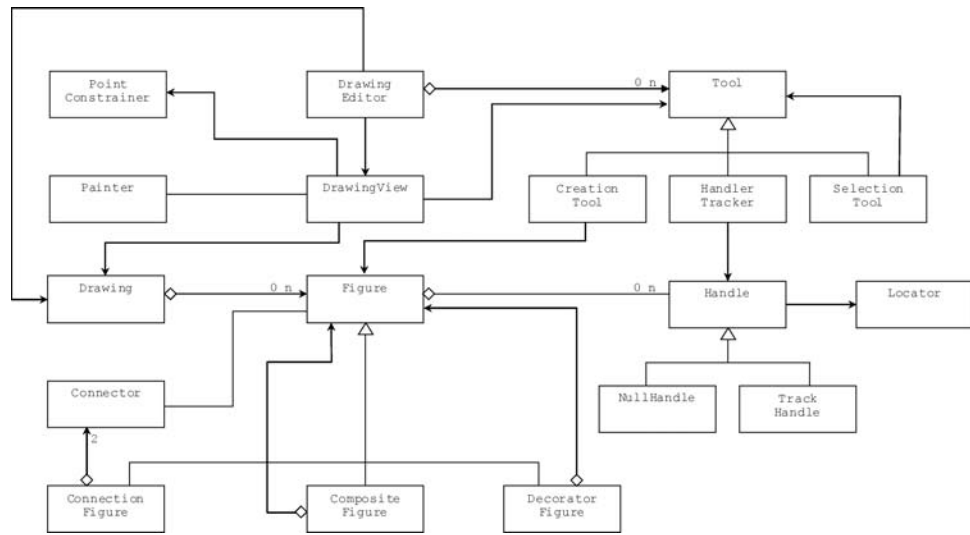 Point
Constrainer
Drawing
Editor
0 n
Tool
Painter
DrawingView
Creation
Tool
Handler
Tracker
Selection
Tool
Drawing
0 n
Figure
0 n
Handle
Locator
Connector
2
NullHandle
Track
Handle
Connection
Figure
Composite
Figure
Decorator
Figure